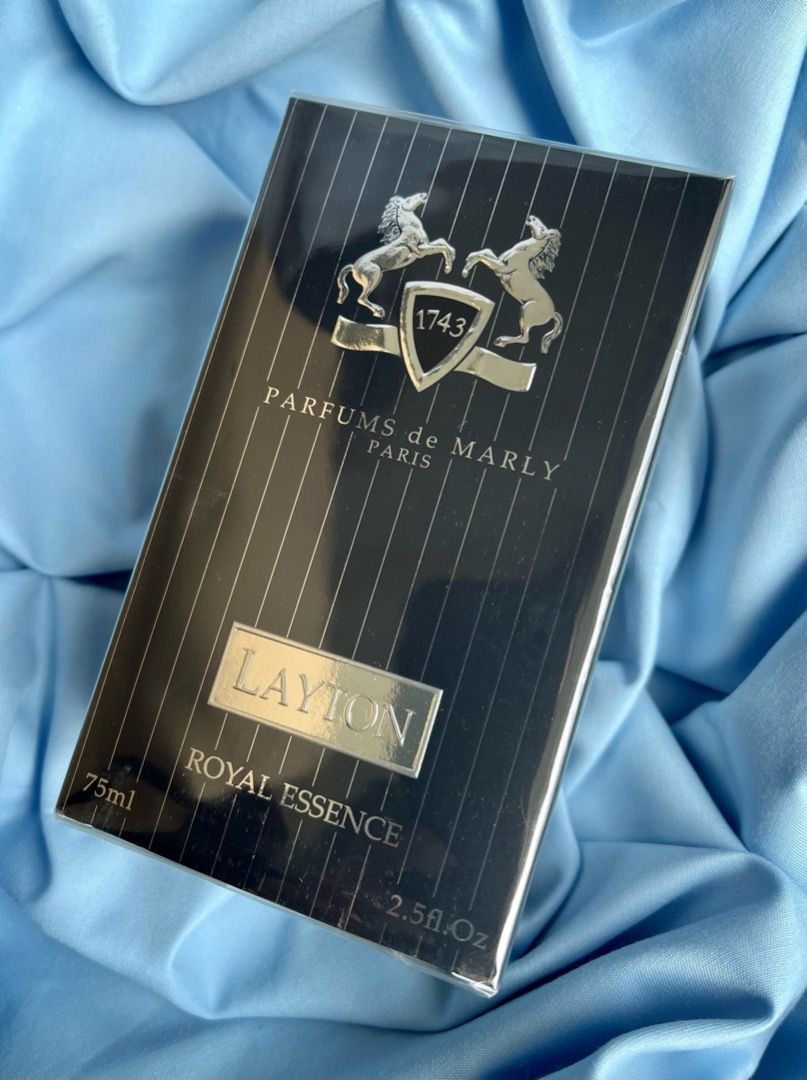 1743
PARFUMS de MARLY
PARIS
LAYTON
ROYAL ESSENCE
75ml
2.5fl.Oz